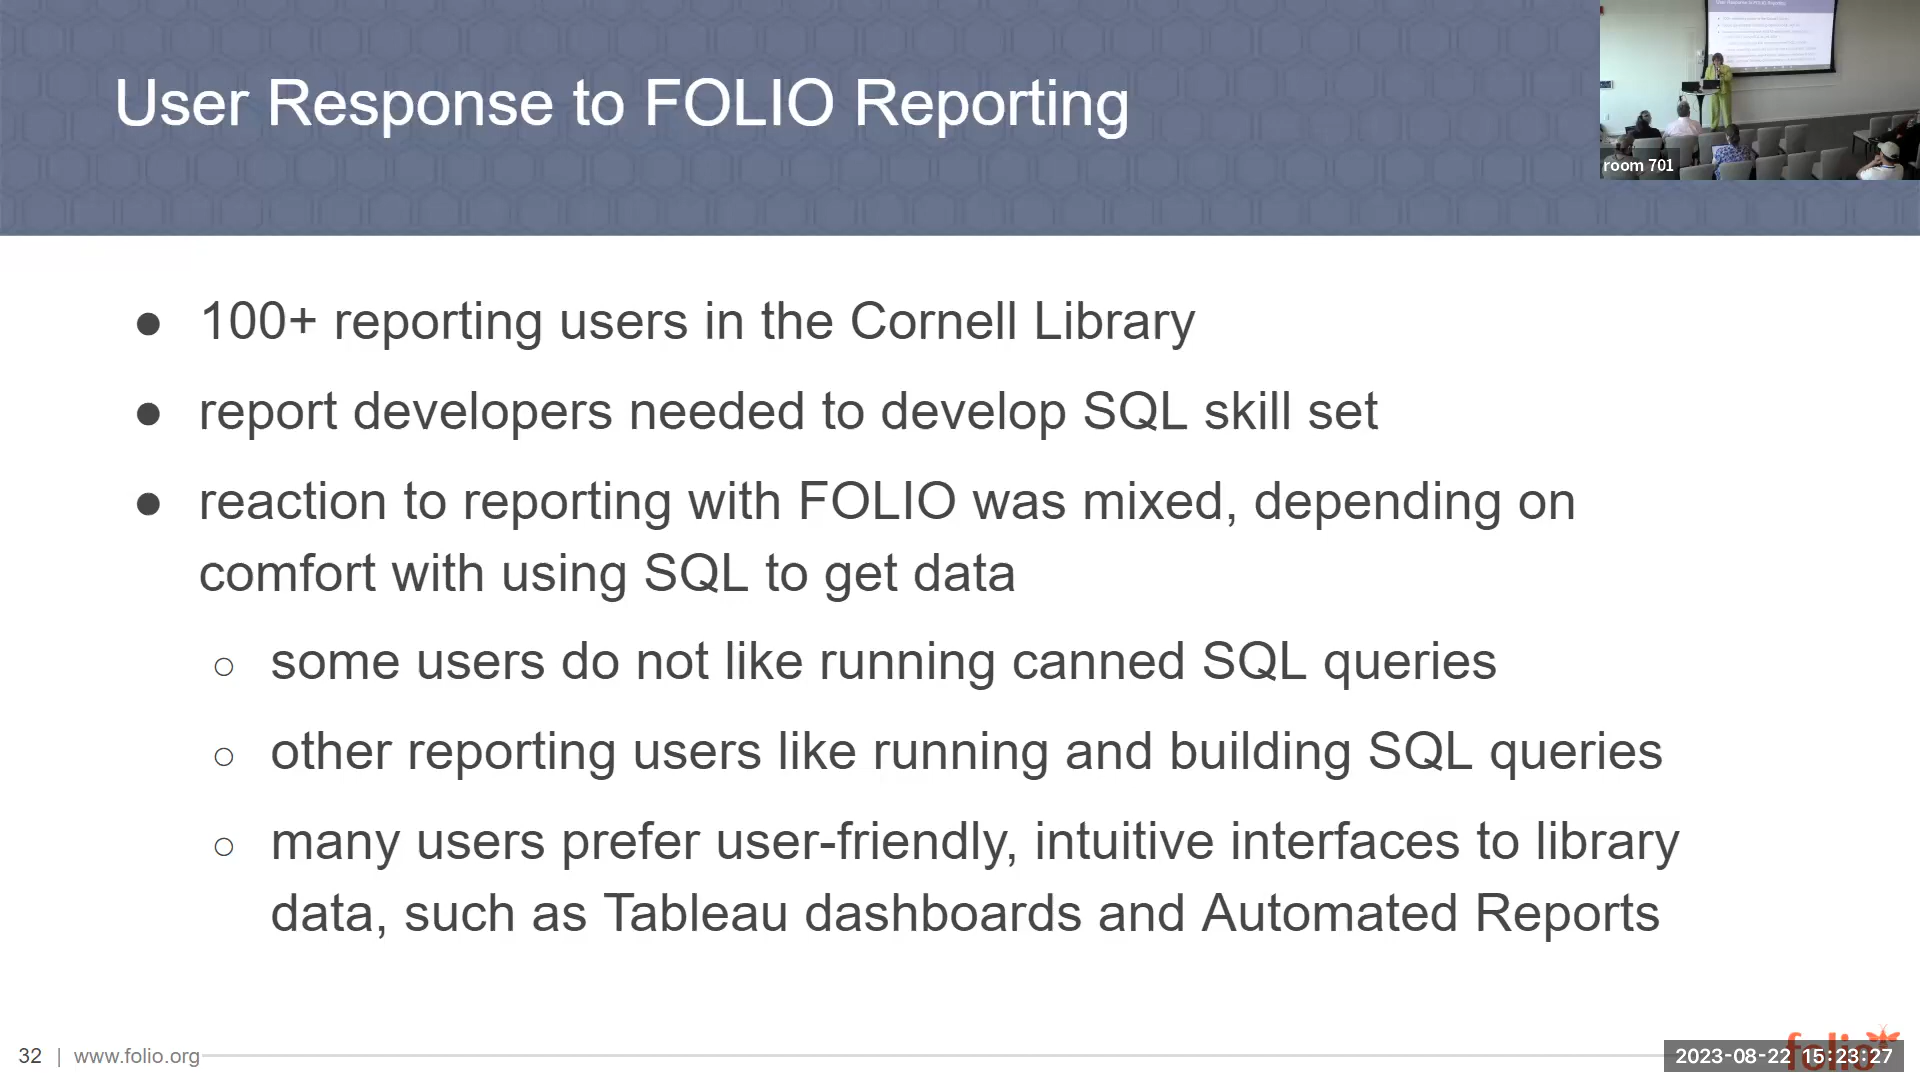 User Response to FOLIO Reporting
room 701
● 100+ reporting users in the Cornell Library
● report developers needed to develop SQL skill set
● reaction to reporting with FOLIO was mixed, depending on
comfort with using SQL to get data
○ some users do not like running canned SQL queries
○ other reporting users like running and building SQL queries
○ many users prefer user-friendly, intuitive interfaces to library
data, such as Tableau dashboards and Automated Reports
32 | www.folio.org
folio
2023-08-22 15:23:27